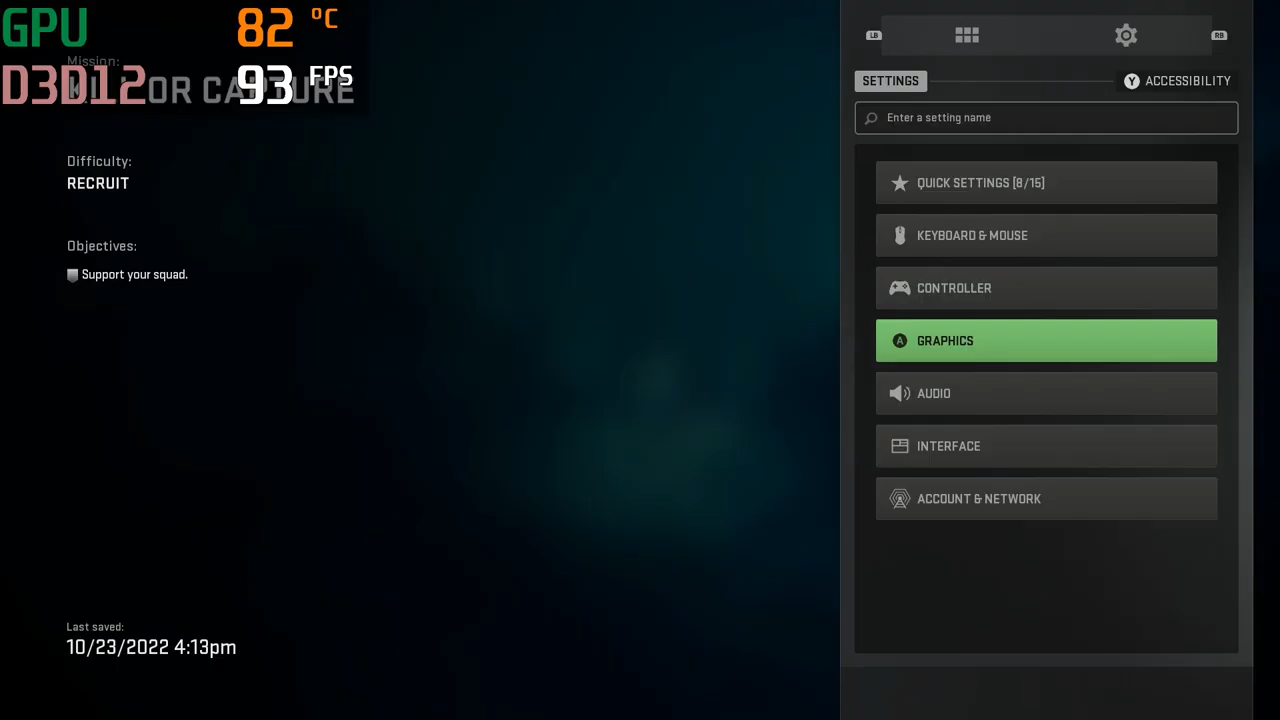 GPU 82 °C
Mission:
D3D12 93 FPS
OR CAPTURE
Difficulty:
RECRUIT
Objectives:
Support your squad.
Last saved:
10/23/2022 4:13pm
LB
RB
SETTINGS
Y ACCESSIBILITY
Enter a setting name
QUICK SETTINGS [8/15]
KEYBOARD & MOUSE
CONTROLLER
A GRAPHICS
AUDIO
INTERFACE
ACCOUNT & NETWORK